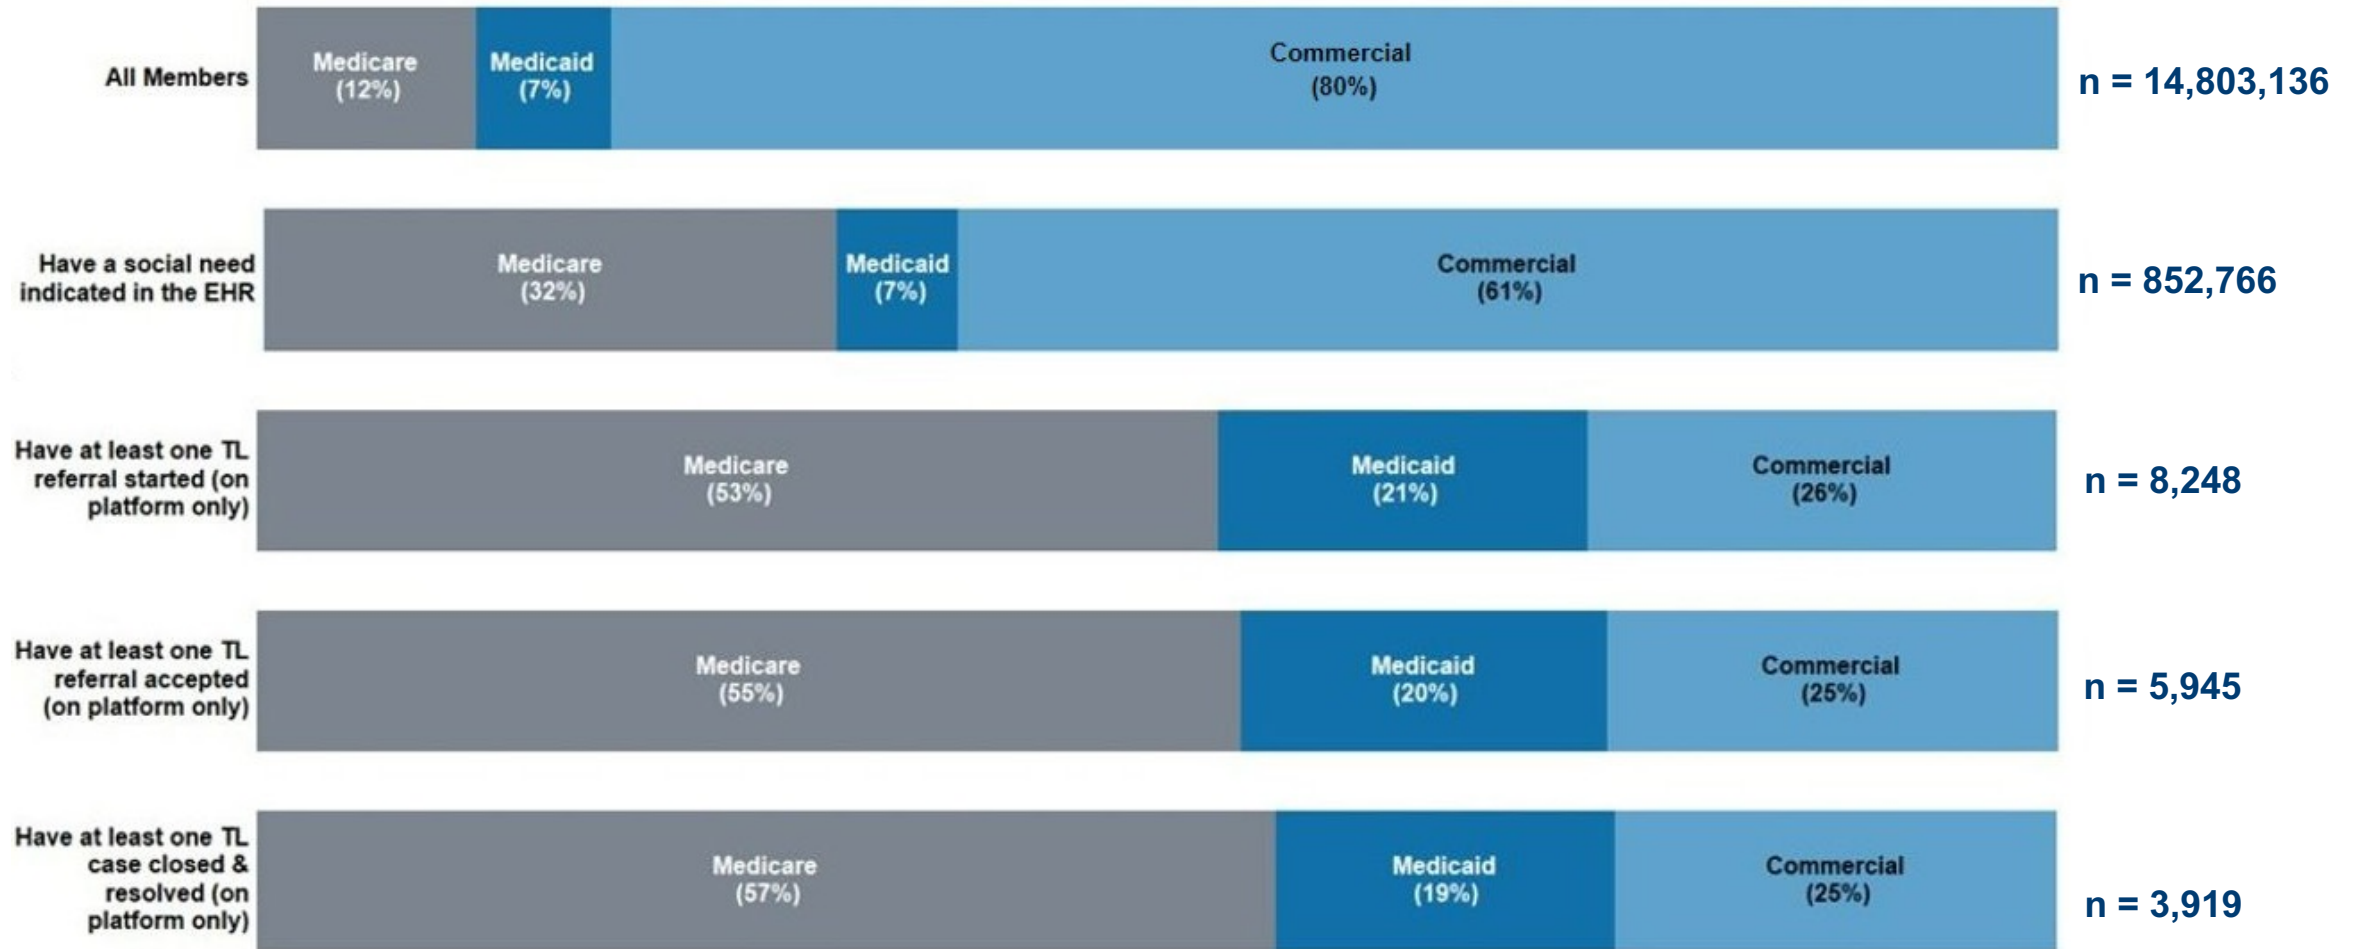 All Members
Medicare
(12%)
Medicaid
(7%)
Commercial
(80%)
n = 14,803,136
Have a social need
indicated in the EHR
Medicare
(32%)
Medicaid
(7%)
Commercial
(61%)
n = 852,766
Have at least one TL
referral started (on
platform only)
Medicare
(53%)
Medicaid
(21%)
Commercial
(26%)
n = 8,248
Have at least one TL
referral accepted
(on platform only)
Medicare
(55%)
Medicaid
(20%)
Commercial
(25%)
n = 5,945
Have at least one TL
case closed &
resolved (on
platform only)
Medicare
(57%)
Medicaid
(19%)
Commercial
(25%)
n = 3,919